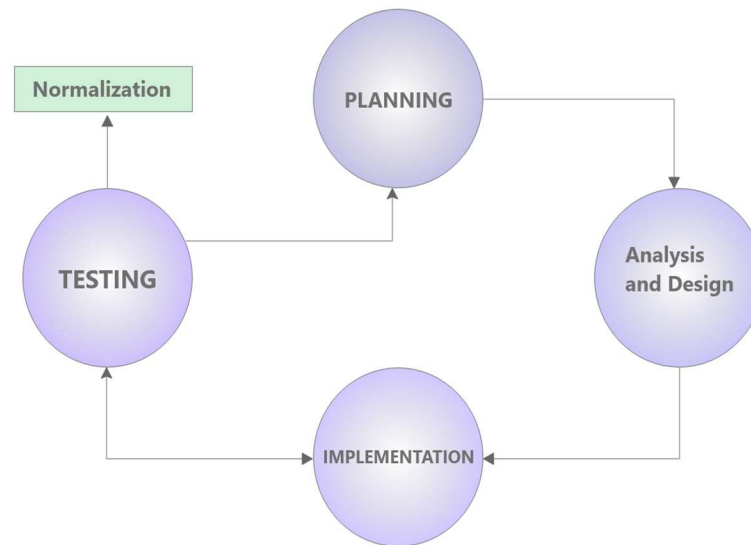 Normalization
PLANNING
TESTING
Analysis
and Design
IMPLEMENTATION